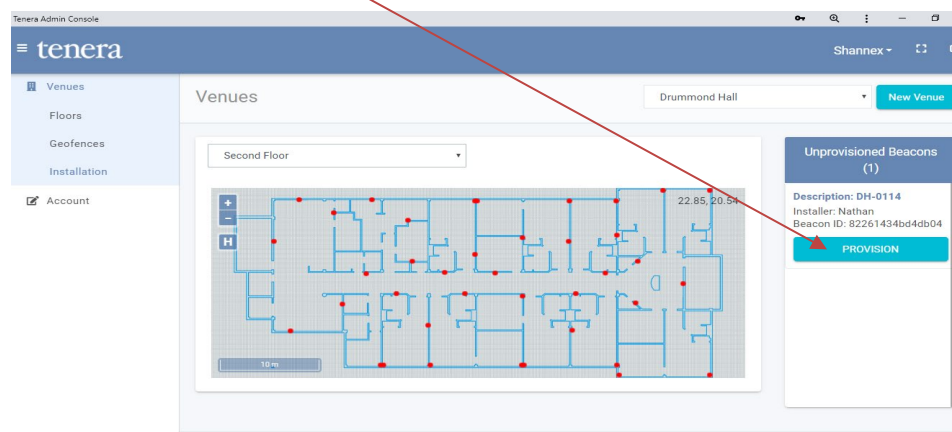 Tenera Admin Console
tenera
Shannex
Venues
Floors
Geofences
Installation
Account
Venues
Drummond Hall
New Venue
Second Floor
+
−
H
22.85, 20.54
10 m
Unprovisioned Beacons
(1)
Description: DH-0114
Installer: Nathan
Beacon ID: 82261434bd4db04
PROVISION